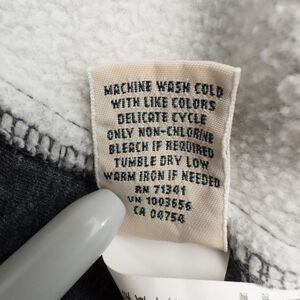 MACHINE WASH COLD
WITH LIKE COLORS
DELICATE CYCLE
ONLY NON-CHLORINE
BLEACH IF REQUIRED
TUMBLE DRY LOW
WARM IRON IF NEEDED
RN 71341
VN 1003656
CA 04754